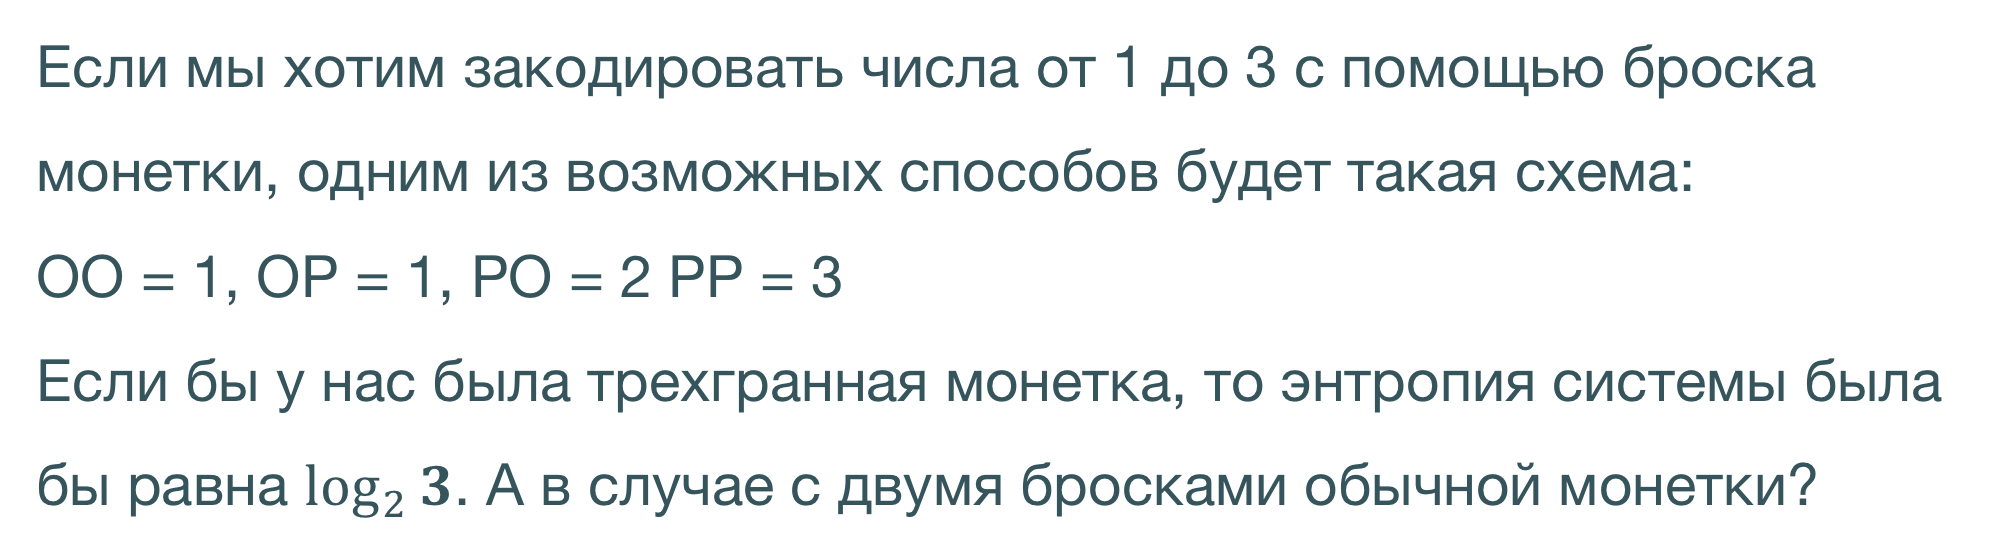 Если мы хотим закодировать числа от 1 до 3 с помощью броска
монетки, одним из возможных способов будет такая схема:
ОО = 1, ОР = 1, РО = 2 РР = 3
Если бы у нас была трехгранная монетка, то энтропия системы была
бы равна log₂ 3. А в случае с двумя бросками обычной монетки?